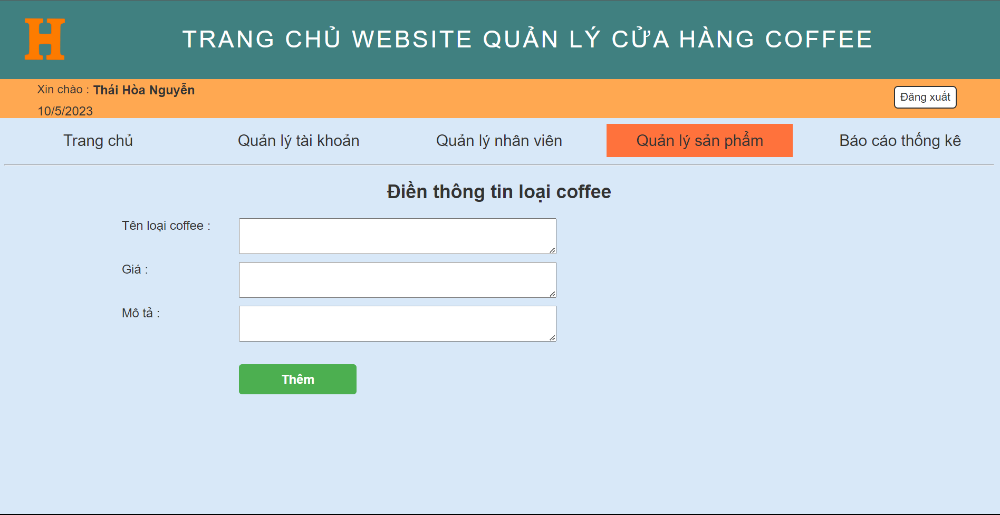 H
TRANG CHỦ WEBSITE QUẢN LÝ CỬA HÀNG COFFEE
Xin chào : Thái Hòa Nguyễn
Đăng xuất
10/5/2023
Trang chủ Quản lý tài khoản Quản lý nhân viên Quản lý sản phẩm Báo cáo thống kê
Điền thông tin loại coffee
Tên loại coffee :
Giá :
Mô tả :
Thêm